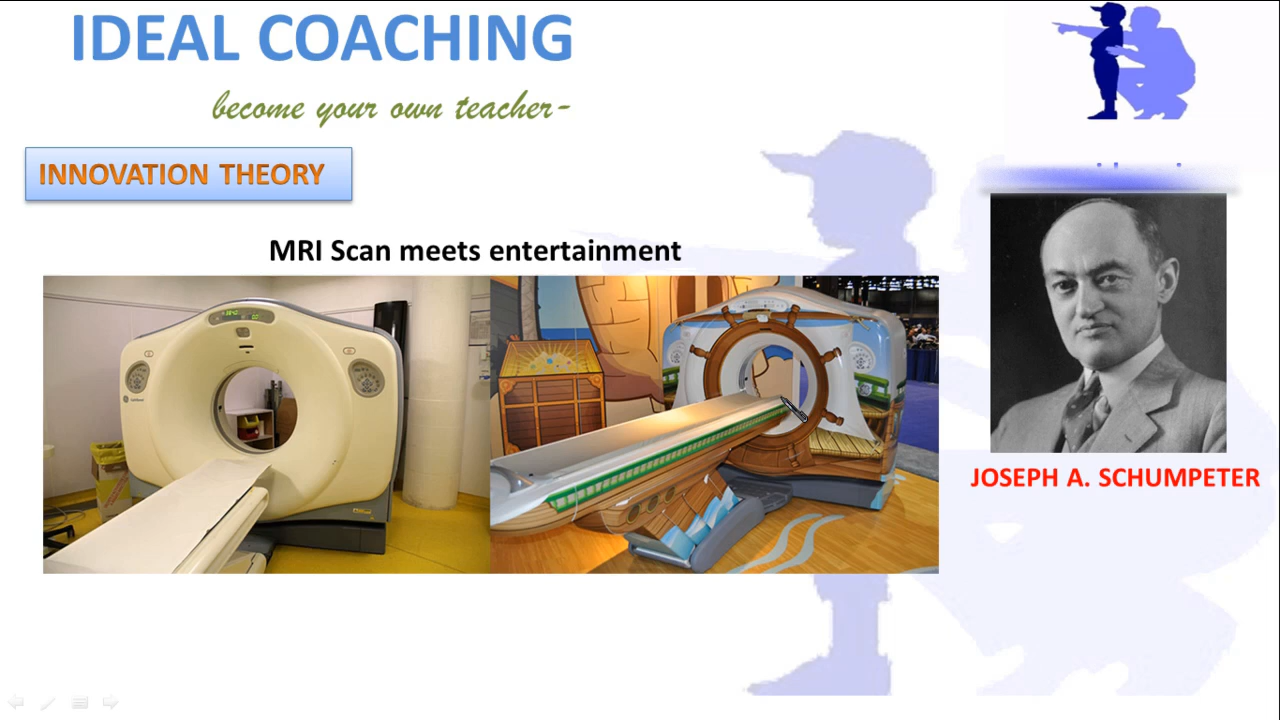 IDEAL COACHING
become your own teacher-
INNOVATION THEORY
MRI Scan meets entertainment
JOSEPH A. SCHUMPETER